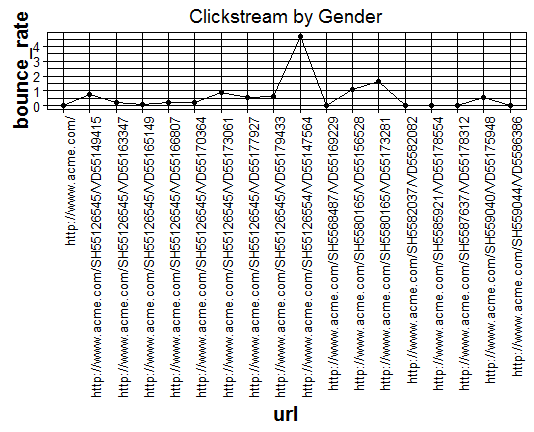 Clickstream by Gender
bounce_rate
4
3
2
1
0
http://www.acme.com/
http://www.acme.com/SH55126545/VD55149415
http://www.acme.com/SH55126545/VD55163347
http://www.acme.com/SH55126545/VD55165149
http://www.acme.com/SH55126545/VD55166807
http://www.acme.com/SH55126545/VD55170364
http://www.acme.com/SH55126545/VD55173061
http://www.acme.com/SH55126545/VD55177927
http://www.acme.com/SH55126545/VD55179433
http://www.acme.com/SH55126554/VD55147564
http://www.acme.com/SH5568487/VD55169229
http://www.acme.com/SH5580165/VD55156528
http://www.acme.com/SH5580165/VD55173281
http://www.acme.com/SH5582037/VD5582082
http://www.acme.com/SH5585921/VD55178554
http://www.acme.com/SH5587637/VD55178312
http://www.acme.com/SH559040/VD55175948
http://www.acme.com/SH559044/VD5586386
url